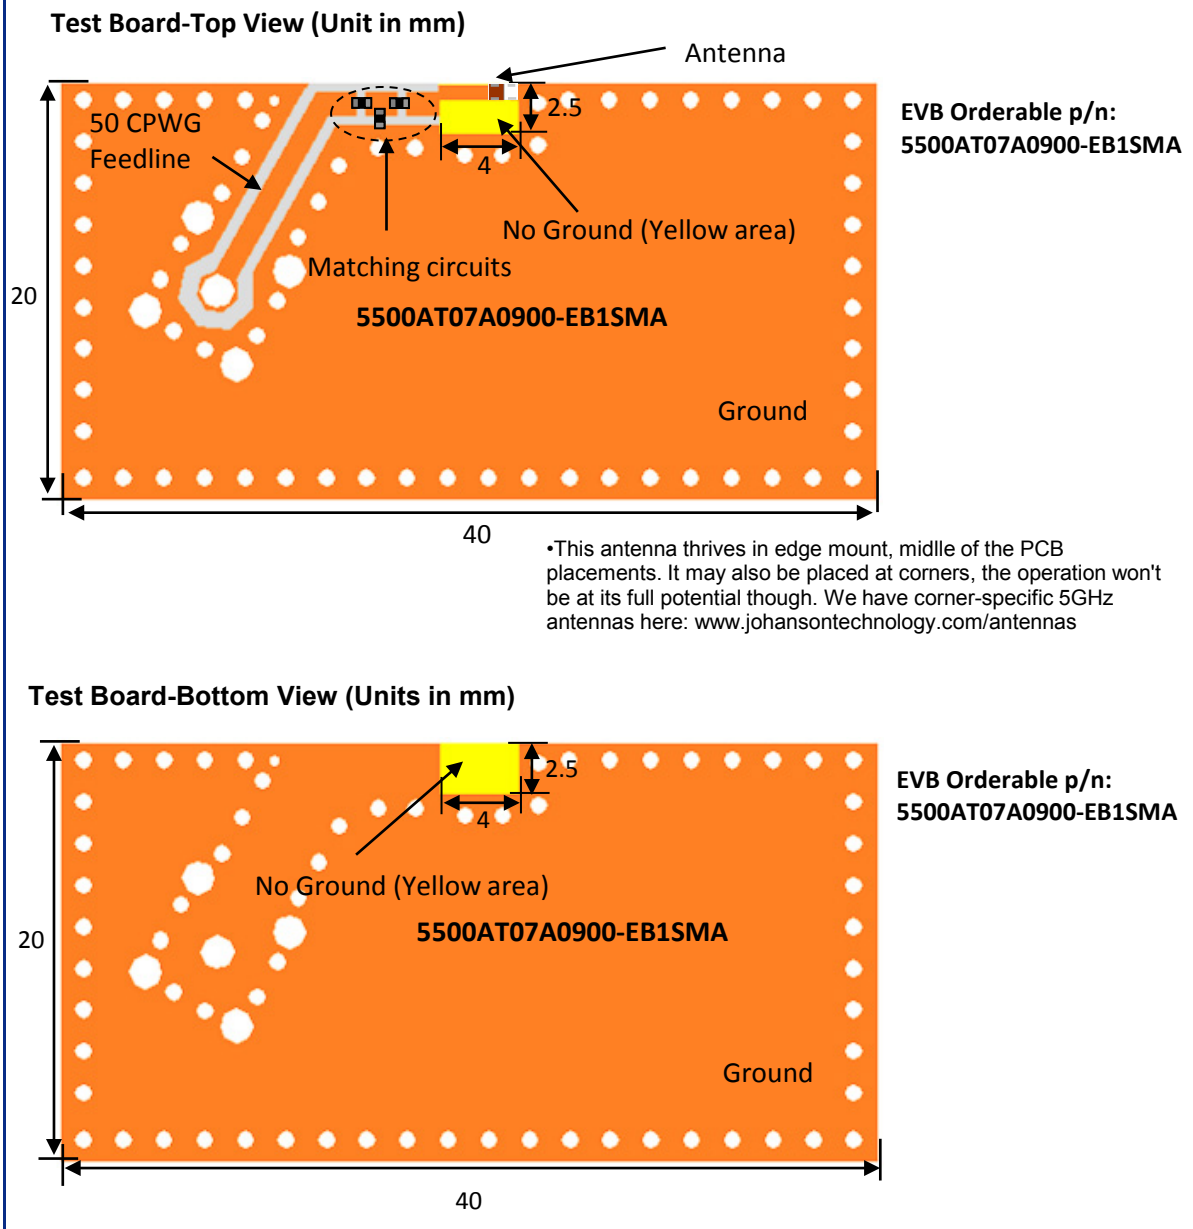 Test Board-Top View (Unit in mm)
Antenna
2.5
50 CPWG
Feedline
EVB Orderable p/n:
5500AT07A0900-EB1SMA
4
No Ground (Yellow area)
Matching circuits
20
5500AT07A0900-EB1SMA
Ground
40
•This antenna thrives in edge mount, midlle of the PCB
placements. It may also be placed at corners, the operation won't
be at its full potential though. We have corner-specific 5GHz
antennas here: www.johansontechnology.com/antennas
Test Board-Bottom View (Units in mm)
2.5
EVB Orderable p/n:
5500AT07A0900-EB1SMA
4
No Ground (Yellow area)
20
5500AT07A0900-EB1SMA
Ground
40